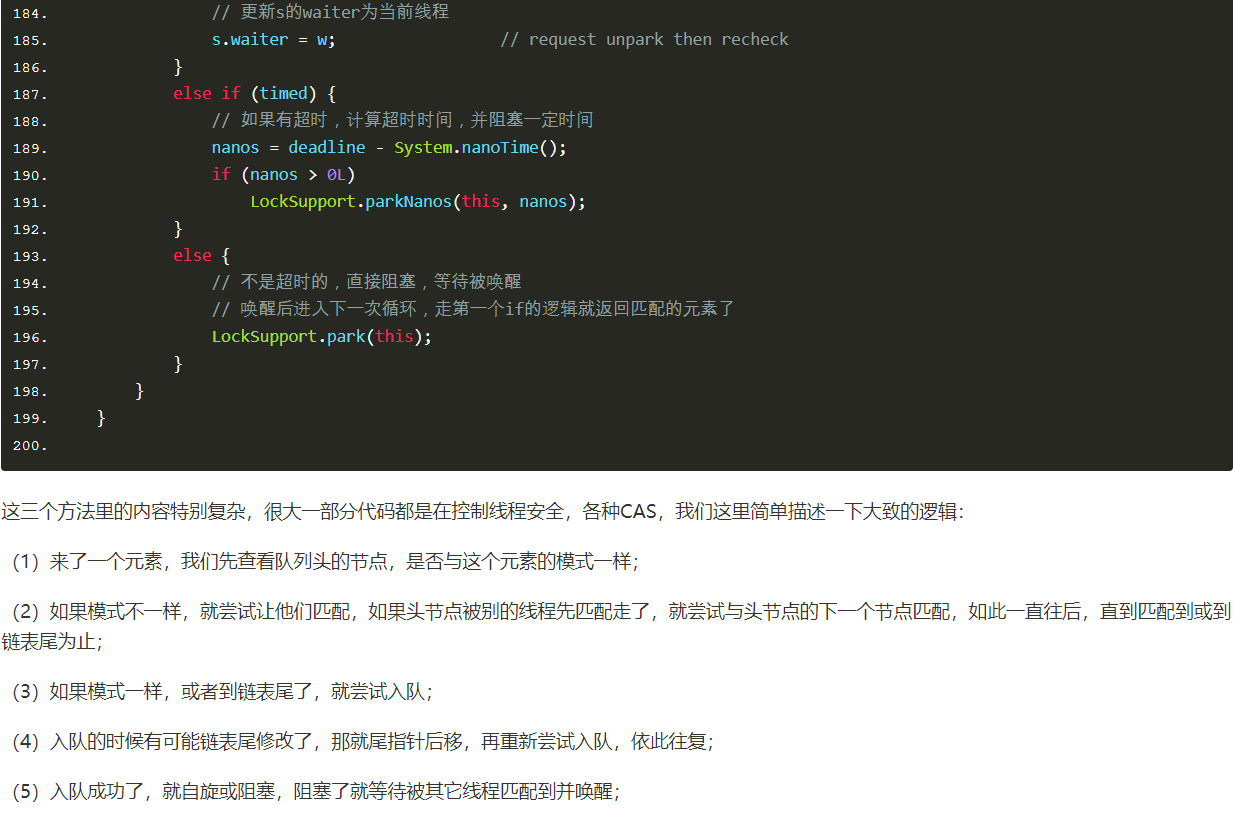 184. // 更新s的waiter为当前线程
185. s.waiter = w; // request unpark then recheck
186. }
187. else if (timed) {
188. // 如果有超时，计算超时时间，并阻塞一定时间
189. nanos = deadline - System.nanoTime();
190. if (nanos > 0L)
191. LockSupport.parkNanos(this, nanos);
192. }
193. else {
194. // 不是超时的，直接阻塞，等待被唤醒
195. // 唤醒后进入下一次循环，走第一个if的逻辑就返回匹配的元素了
196. LockSupport.park(this);
197. }
198. }
199. }
200.
这三个方法里的内容特别复杂，很大一部分代码都是在控制线程安全，各种CAS，我们这里简单描述一下大致的逻辑：
（1）来了一个元素，我们先查看队列头的节点，是否与这个元素的模式一样；
（2）如果模式不一样，就尝试让他们匹配，如果头节点被别的线程先匹配走了，就尝试与头节点的下一个节点匹配，如此一直往后，直到匹配到或到
链表尾为止；
（3）如果模式一样，或者到链表尾了，就尝试入队；
（4）入队的时候有可能链表尾修改了，那就尾指针后移，再重新尝试入队，依此往复；
（5）入队成功了，就自旋或阻塞，阻塞了就等待被其它线程匹配到并唤醒；